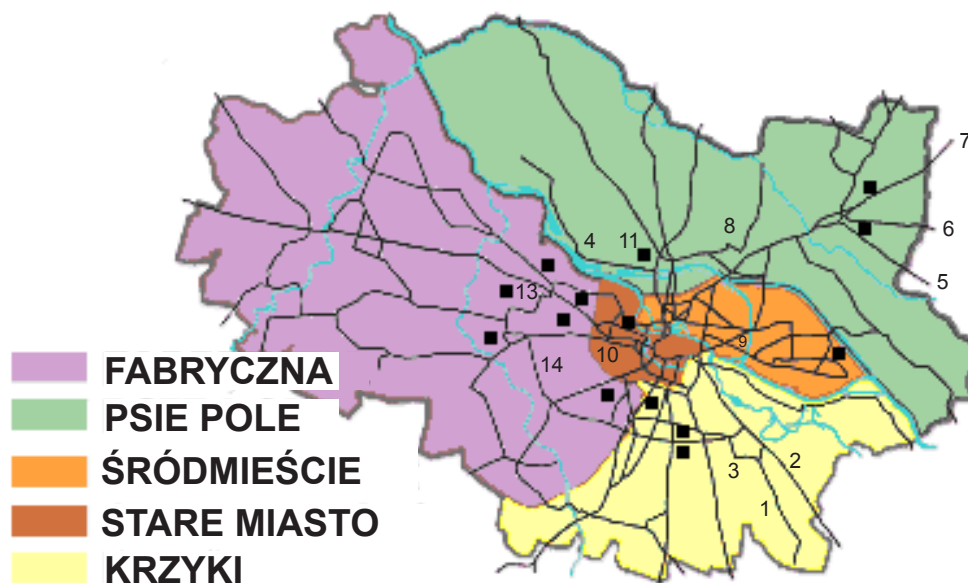 7
8
6
4
11
5
13
9
10
14
FABRYCZNA
PSIE POLE
ŚRÓDMIEŚCIE
2
3
1
STARE MIASTO
KRZYKI